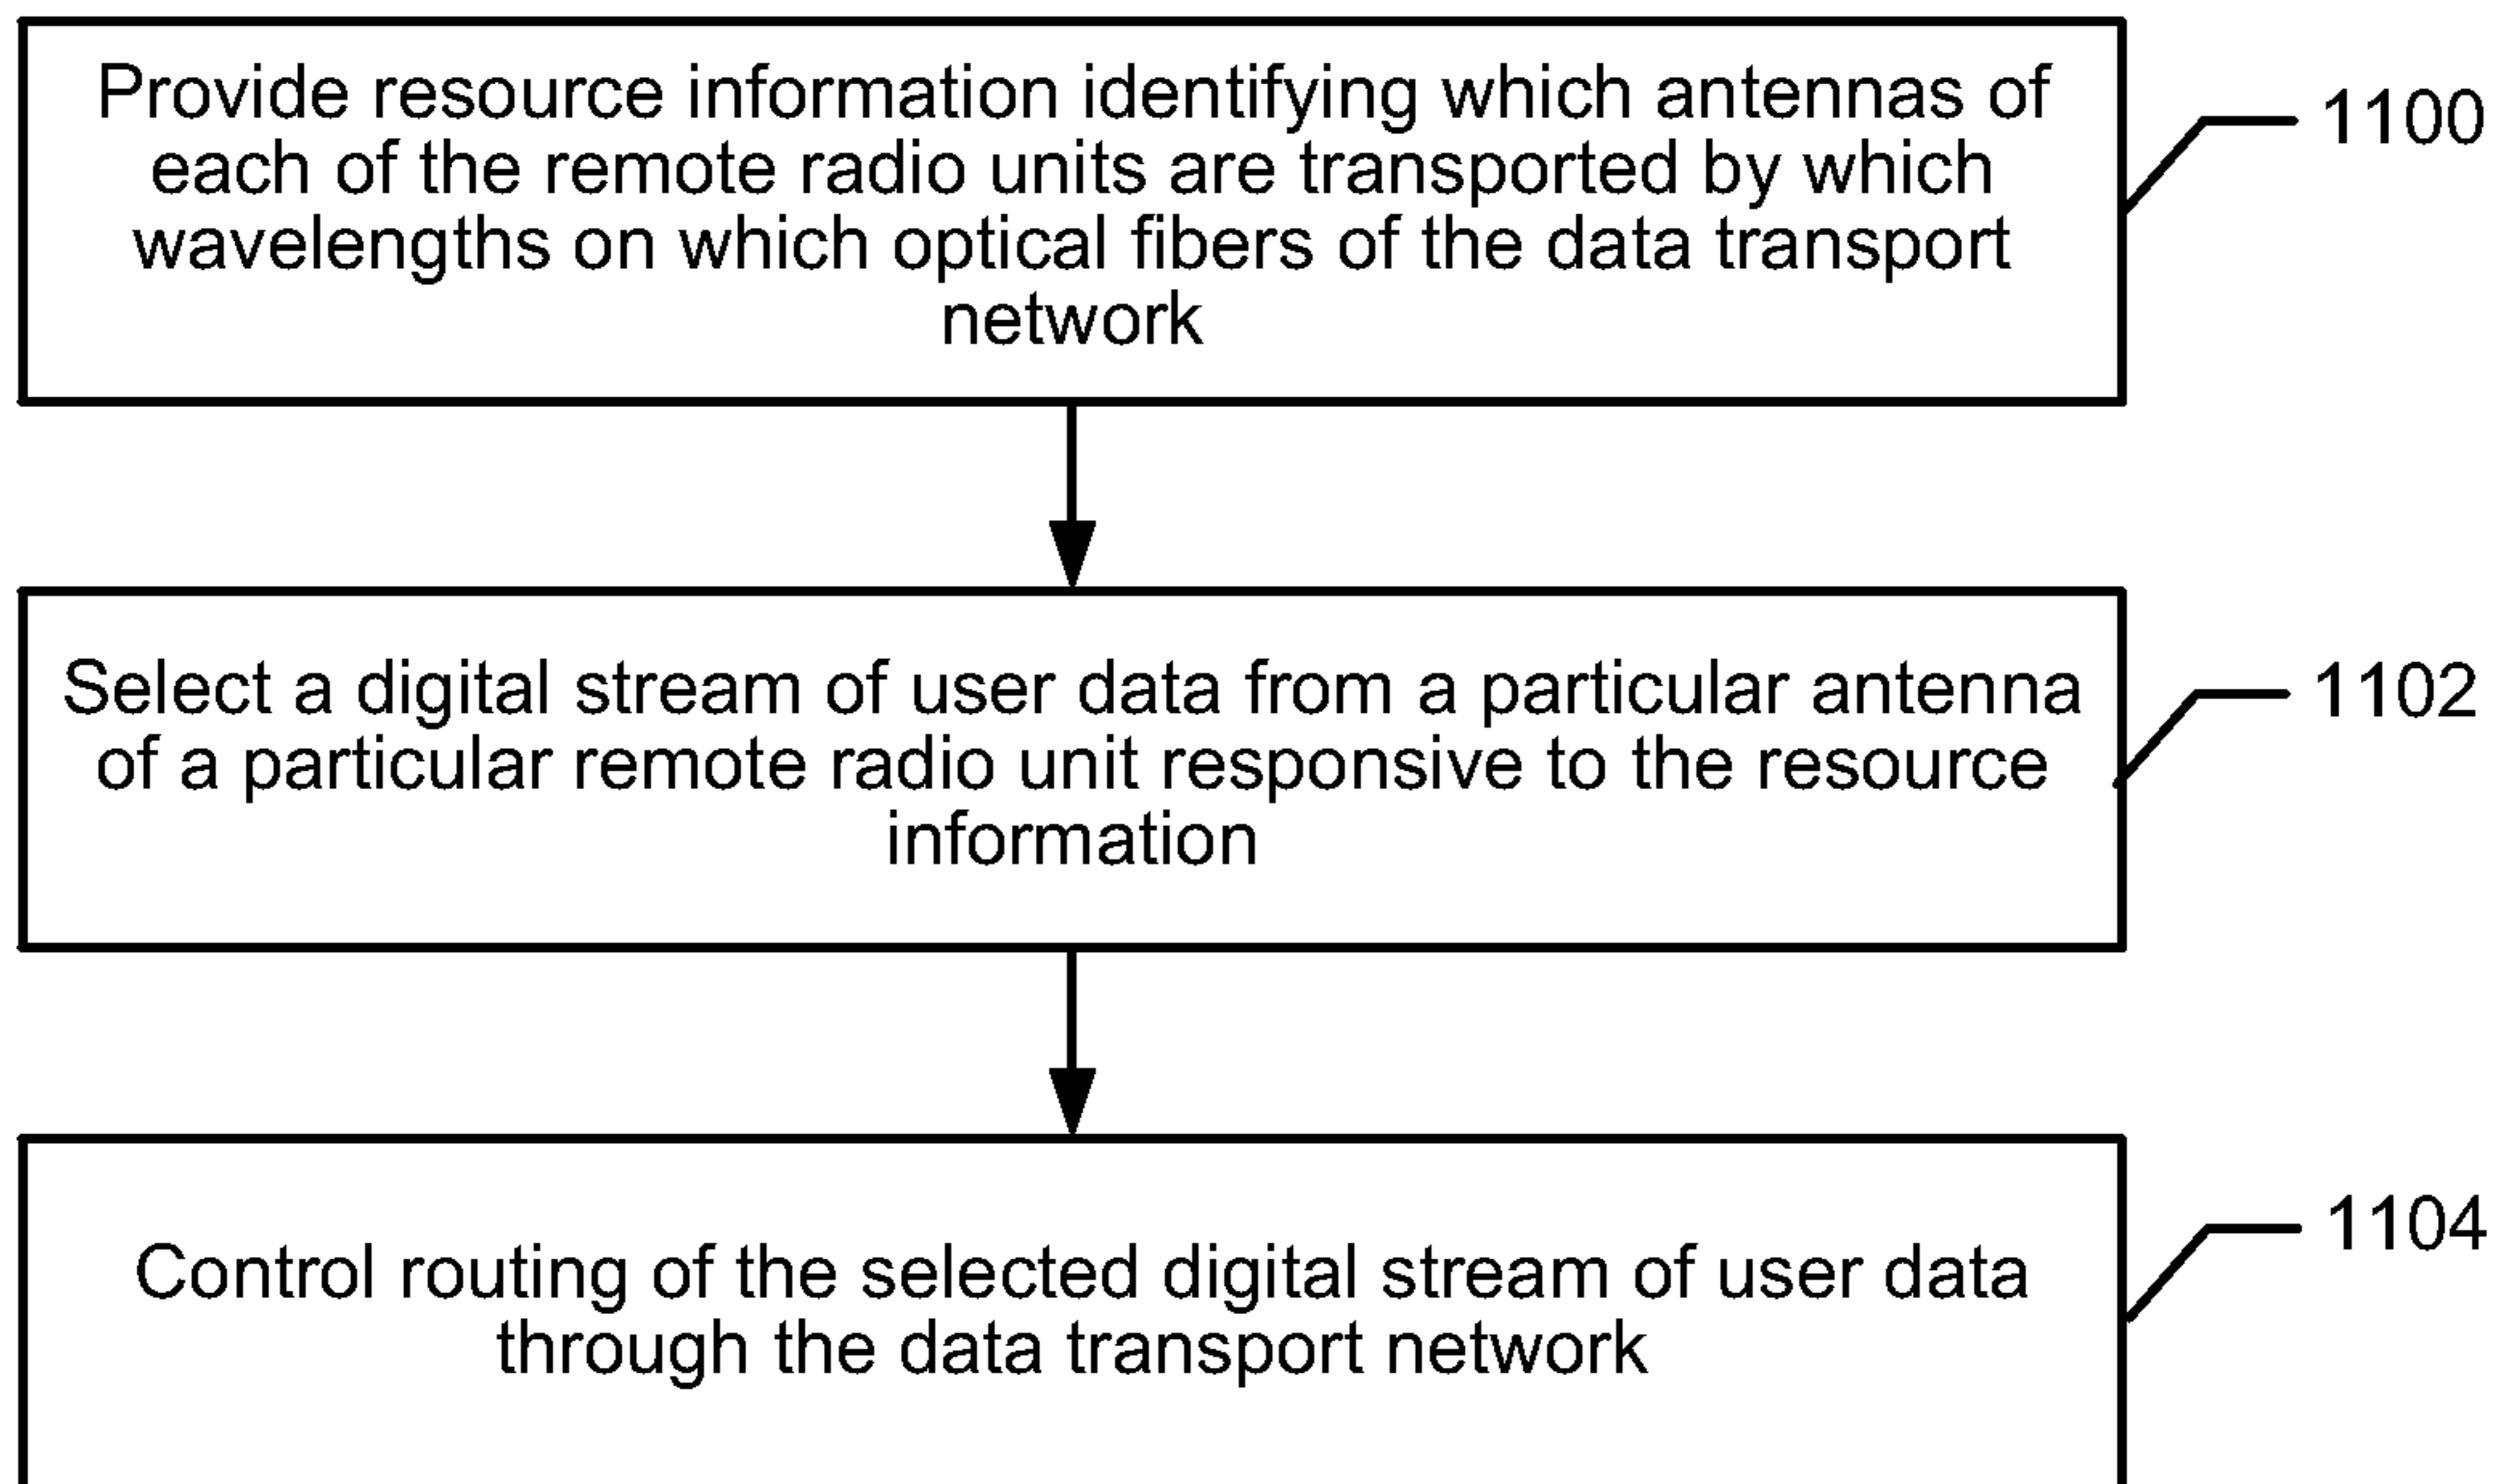 Provide resource information identifying which antennas of
each of the remote radio units are transported by which
wavelengths on which optical fibers of the data transport
network
1100
Select a digital stream of user data from a particular antenna
of a particular remote radio unit responsive to the resource
information
1102
Control routing of the selected digital stream of user data
through the data transport network
1104